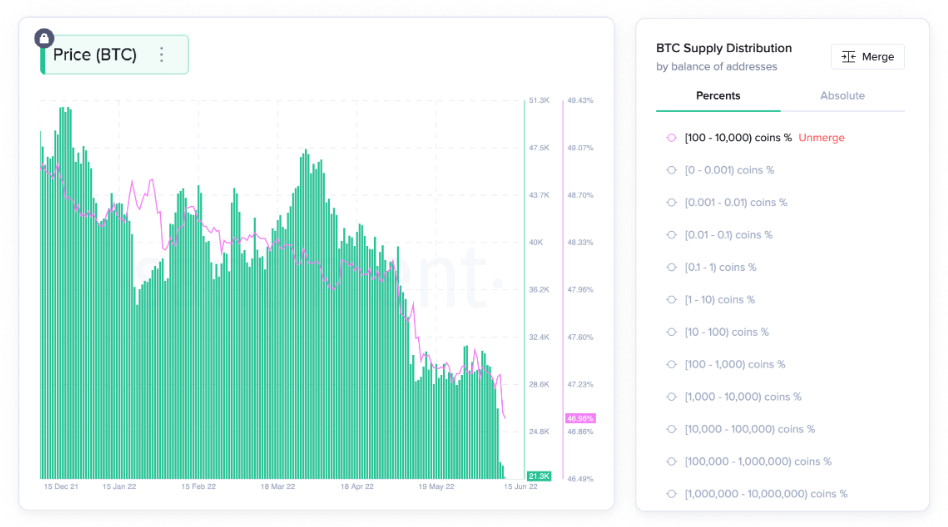 Price (BTC)
51.3K
47.5K
43.7K
40K
36.2K
32.4K
28.6K
24.8K
21.3K
49.43%
49.07%
48.70%
48.33%
47.96%
47.60%
47.23%
46.96%
46.86%
46.49%
15 Dec 21
15 Jan 22
15 Feb 22
18 Mar 22
18 Apr 22
19 May 22
15 Jun 22
BTC Supply Distribution
by balance of addresses
Merge
Percents
Absolute
[100 - 10,000) coins % Unmerge
[0 - 0.001) coins %
[0.001 - 0.01) coins %
[0.01 - 0.1) coins %
[0.1 - 1) coins %
[1 - 10) coins %
[10 - 100) coins %
[100 - 1,000) coins %
[1,000 - 10,000) coins %
[10,000 - 100,000) coins %
[100,000 - 1,000,000) coins %
[1,000,000 - 10,000,000) coins %